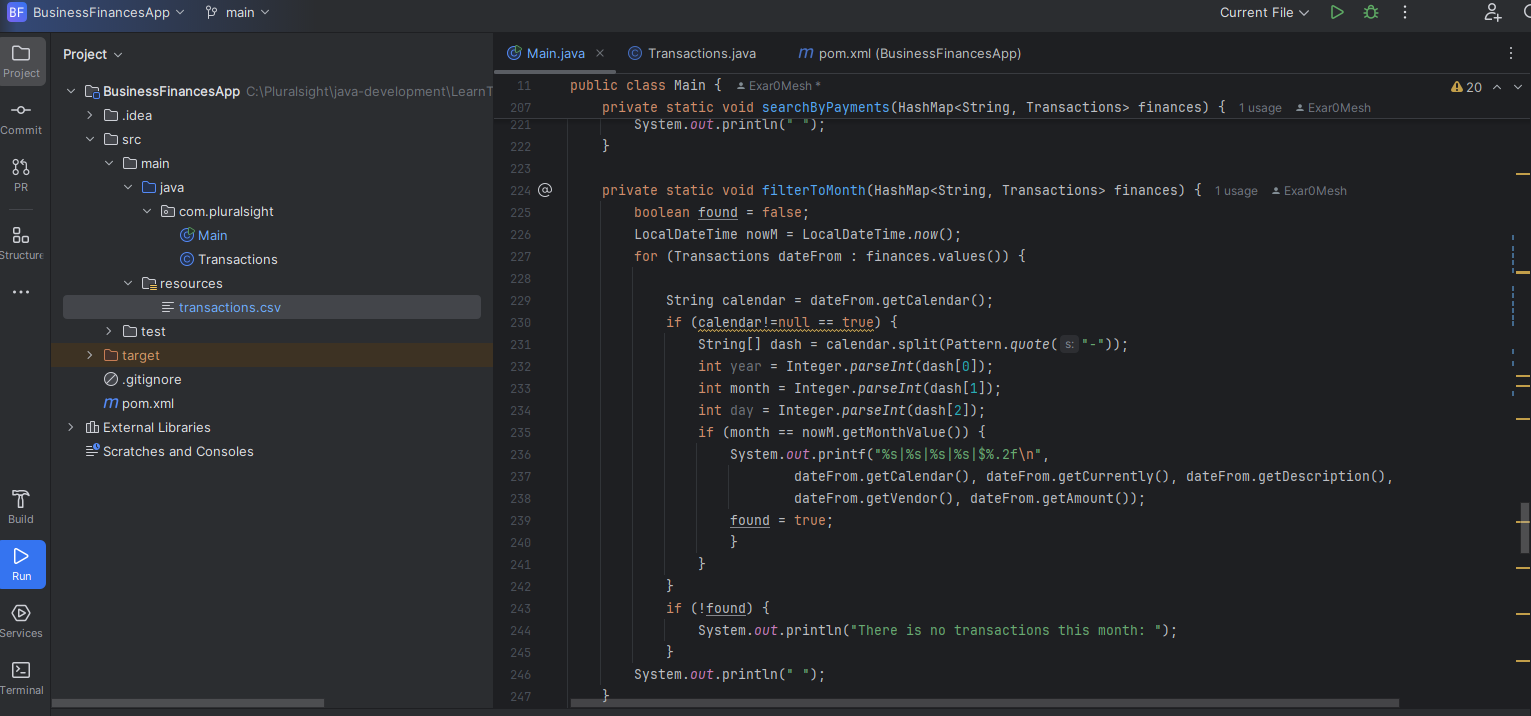 BF BusinessFinancesApp main Current File
Project
Project
Commit
PR
Structure
Build
Run
Services
Terminal
BusinessFinancesApp C:\Pluralsight\java-development\LearnT
.idea
src
main
java
com.pluralsight
Main
Transactions
resources
transactions.csv
test
target
.gitignore
pom.xml
External Libraries
Scratches and Consoles
Main.java Transactions.java pom.xml (BusinessFinancesApp)
11 public class Main { Exar0Mesh * 20
207 private static void searchByPayments(HashMap<String, Transactions> finances) { 1 usage Exar0Mesh
221 System.out.println(" ");
222 }
223
224 private static void filterToMonth(HashMap<String, Transactions> finances) { 1 usage Exar0Mesh
225 boolean found = false;
226 LocalDateTime nowM = LocalDateTime.now();
227 for (Transactions dateFrom : finances.values()) {
228
229 String calendar = dateFrom.getCalendar();
230 if (calendar!=null == true) {
231 String[] dash = calendar.split(Pattern.quote( s: "-"));
232 int year = Integer.parseInt(dash[0]);
233 int month = Integer.parseInt(dash[1]);
234 int day = Integer.parseInt(dash[2]);
235 if (month == nowM.getMonthValue()) {
236 System.out.printf("%s|%s|%s|%s|$%.2f\n",
237 dateFrom.getCalendar(), dateFrom.getCurrently(), dateFrom.getDescription(),
238 dateFrom.getVendor(), dateFrom.getAmount());
239 found = true;
240 }
241 }
242 }
243 if (!found) {
244 System.out.println("There is no transactions this month: ");
245 }
246 System.out.println(" ");
247 }